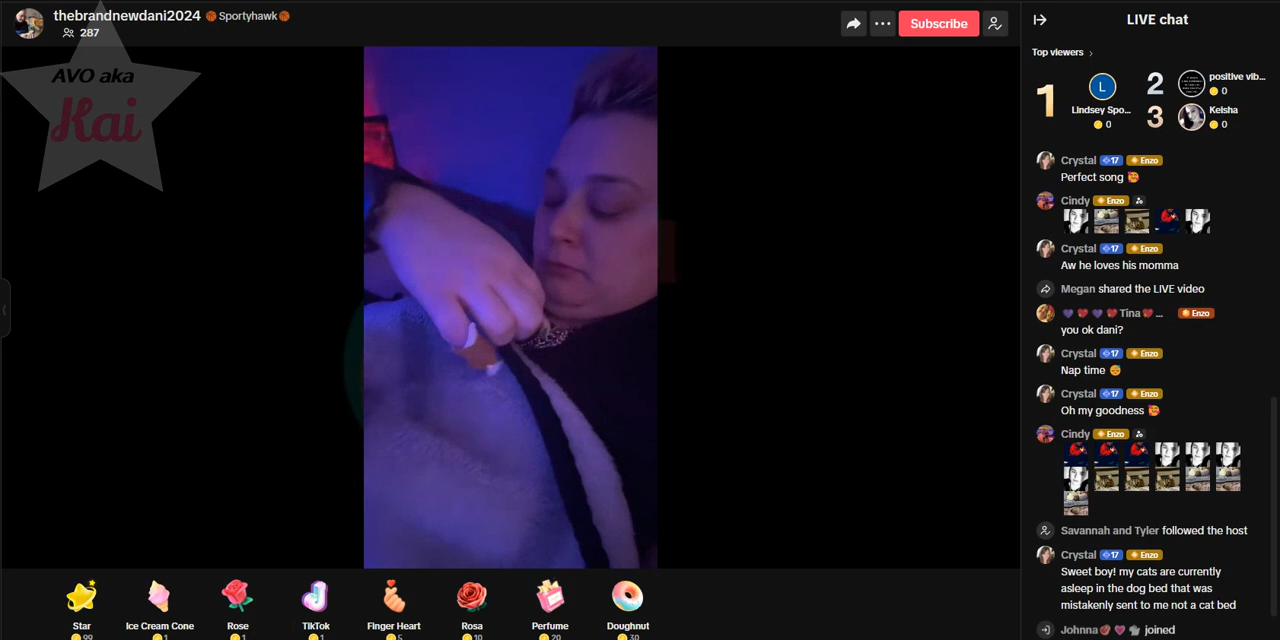 thebrandnewdani2024 🏀 Sportyhawk🏀
287
Subscribe
AVO aka
Kai
LIVE chat
Top viewers
1
L
Lindsey Spo...
0
2
positive vib...
0
3
Kelsha
0
Crystal 17 Enzo
Perfect song 🥰
Cindy Enzo
Crystal 17 Enzo
Aw he loves his momma
Megan shared the LIVE video
💜 💓 💜 💓 Tina 💓 ... Enzo
you ok dani?
Crystal 17 Enzo
Nap time 😴
Crystal 17 Enzo
Oh my goodness 🥰
Cindy Enzo
Savannah and Tyler followed the host
Crystal 17 Enzo
Sweet boy! my cats are currently
asleep in the dog bed that was
mistakenly sent to me not a cat bed
Johnna joined
Star
99
Ice Cream Cone
1
Rose
1
TikTok
1
Finger Heart
5
Rosa
10
Perfume
20
Doughnut
30